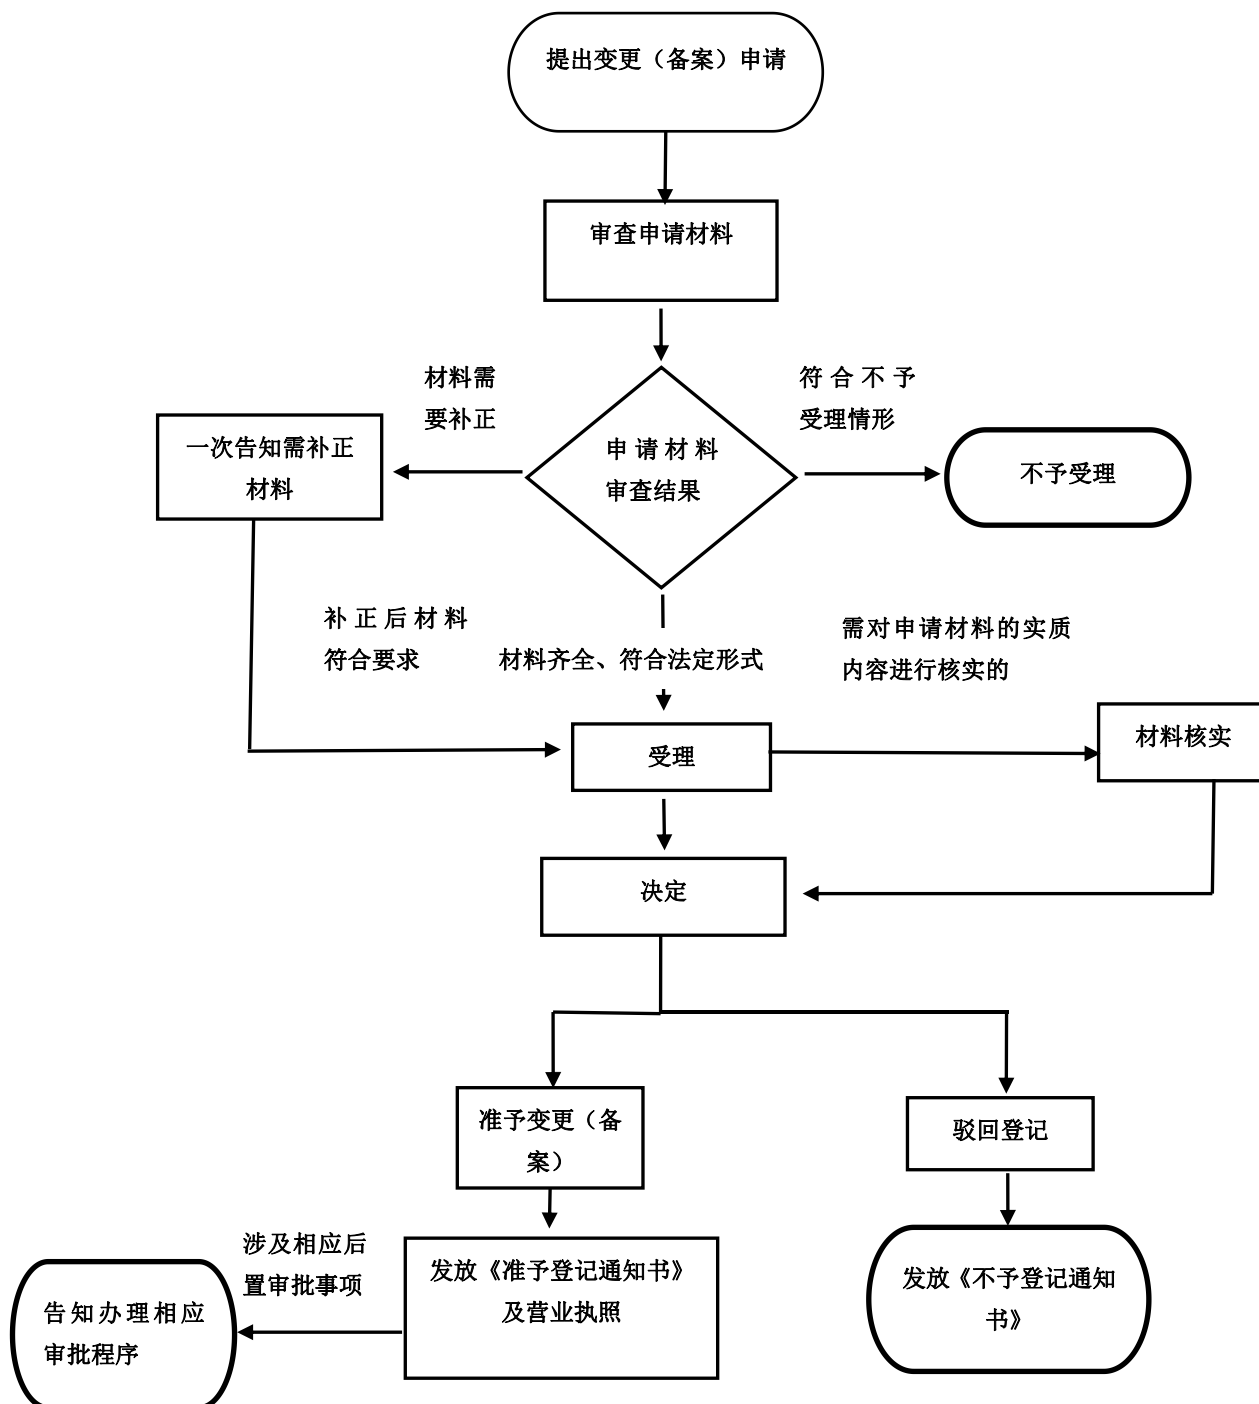 提出变更（备案）申请
审查申请材料
材料需
要补正
符合不予
受理情形
一次告知需补正
材料
申请材料
审查结果
不予受理
补正后材料
符合要求
材料齐全、符合法定形式
需对申请材料的实质
内容进行核实的
受理
材料核实
决定
准予变更（备
案）
驳回登记
涉及相应后
置审批事项
发放《准予登记通知书》
及营业执照
发放《不予登记通知
书》
告知办理相应
审批程序